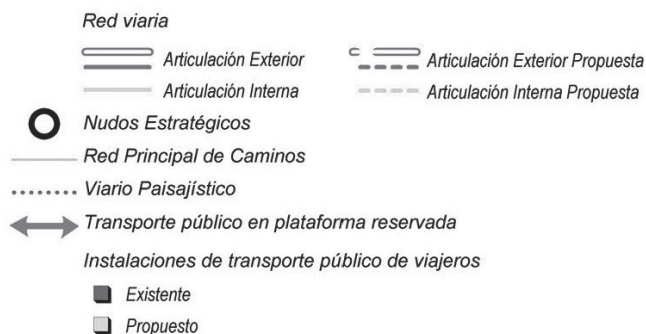 Red viaria
Articulación Exterior
Articulación Exterior Propuesta
Articulación Interna
Articulación Interna Propuesta
Nudos Estratégicos
Red Principal de Caminos
Viario Paisajístico
Transporte público en plataforma reservada
Instalaciones de transporte público de viajeros
Existente
Propuesto